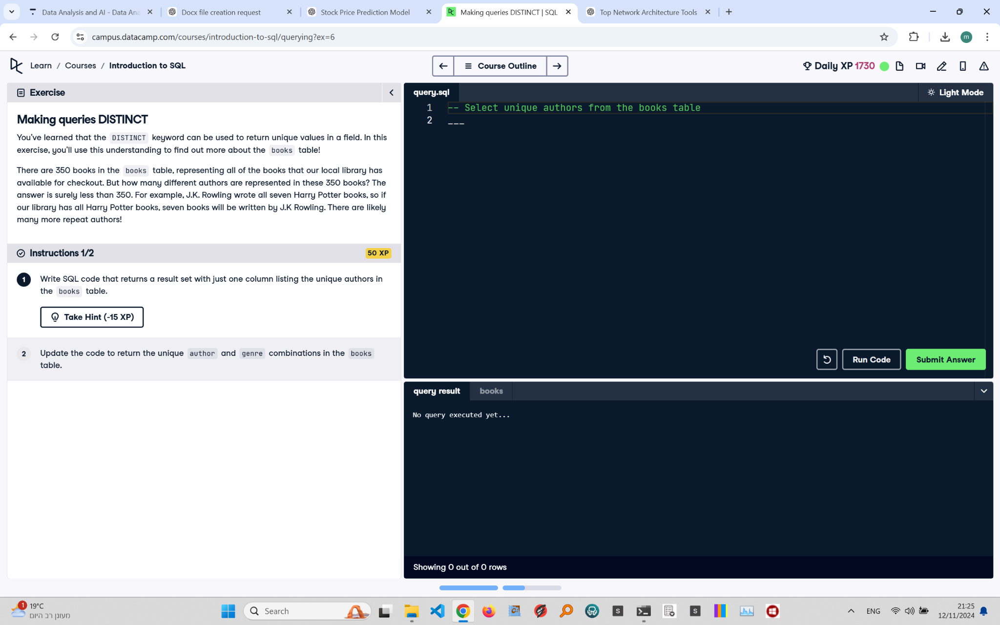 Data Analysis and AI - Data Ana
Docx file creation request
Stock Price Prediction Model
Making queries DISTINCT | SQL
Top Network Architecture Tools
campus.datacamp.com/courses/introduction-to-sql/querying?ex=6
m
Learn / Courses / Introduction to SQL
Course Outline
Daily XP 1730
Exercise
Making queries DISTINCT
You've learned that the DISTINCT keyword can be used to return unique values in a field. In this
exercise, you'll use this understanding to find out more about the books table!
There are 350 books in the books table, representing all of the books that our local library has
available for checkout. But how many different authors are represented in these 350 books? The
answer is surely less than 350. For example, J.K. Rowling wrote all seven Harry Potter books, so if
our library has all Harry Potter books, seven books will be written by J.K Rowling. There are likely
many more repeat authors!
Instructions 1/2
50 XP
1 Write SQL code that returns a result set with just one column listing the unique authors in
the books table.
Take Hint (-15 XP)
2 Update the code to return the unique author and genre combinations in the books
table.
query.sql
Light Mode
1 -- Select unique authors from the books table
2 ___
Run Code
Submit Answer
query result
books
No query executed yet...
Showing 0 out of 0 rows
1
19°C
מעונן רב היום
Search
S
S
ENG
21:25
12/11/2024